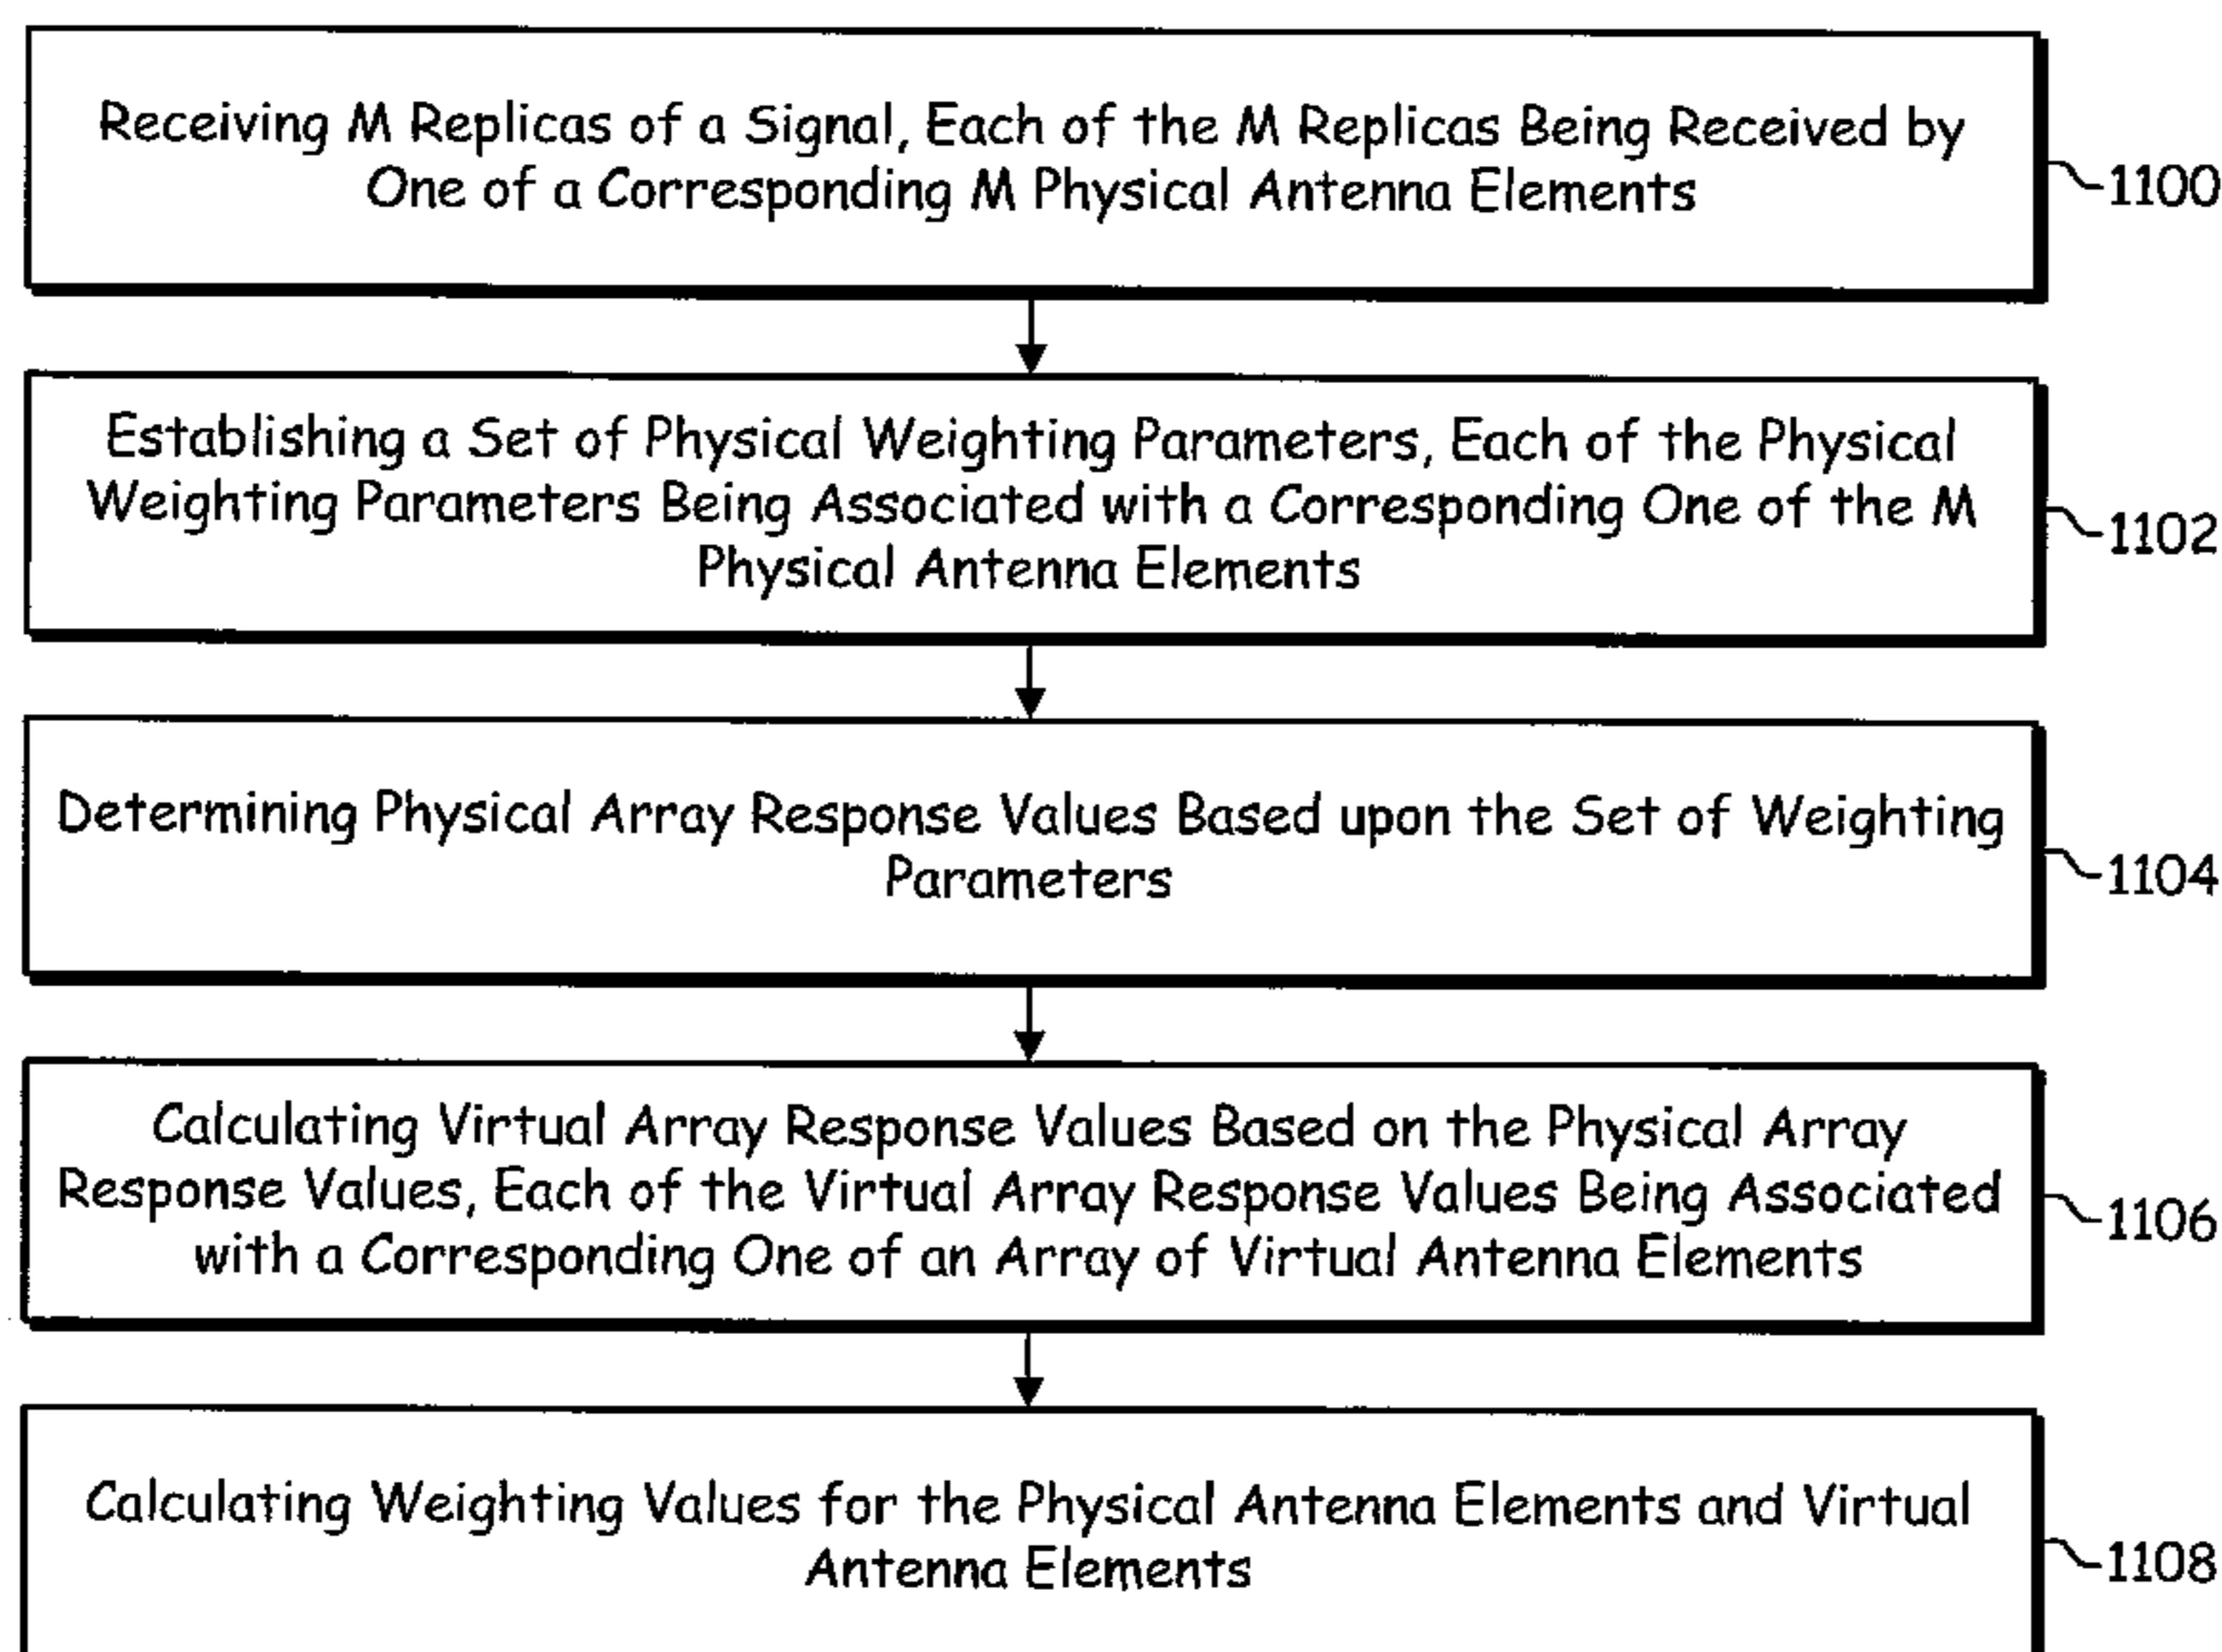 Receiving M Replicas of a Signal, Each of the M Replicas Being Received by
One of a Corresponding M Physical Antenna Elements
1100
Establishing a Set of Physical Weighting Parameters, Each of the Physical
Weighting Parameters Being Associated with a Corresponding One of the M
Physical Antenna Elements
1102
Determining Physical Array Response Values Based upon the Set of Weighting
Parameters
1104
Calculating Virtual Array Response Values Based on the Physical Array
Response Values, Each of the Virtual Array Response Values Being Associated
with a Corresponding One of an Array of Virtual Antenna Elements
1106
Calculating Weighting Values for the Physical Antenna Elements and Virtual
Antenna Elements
1108